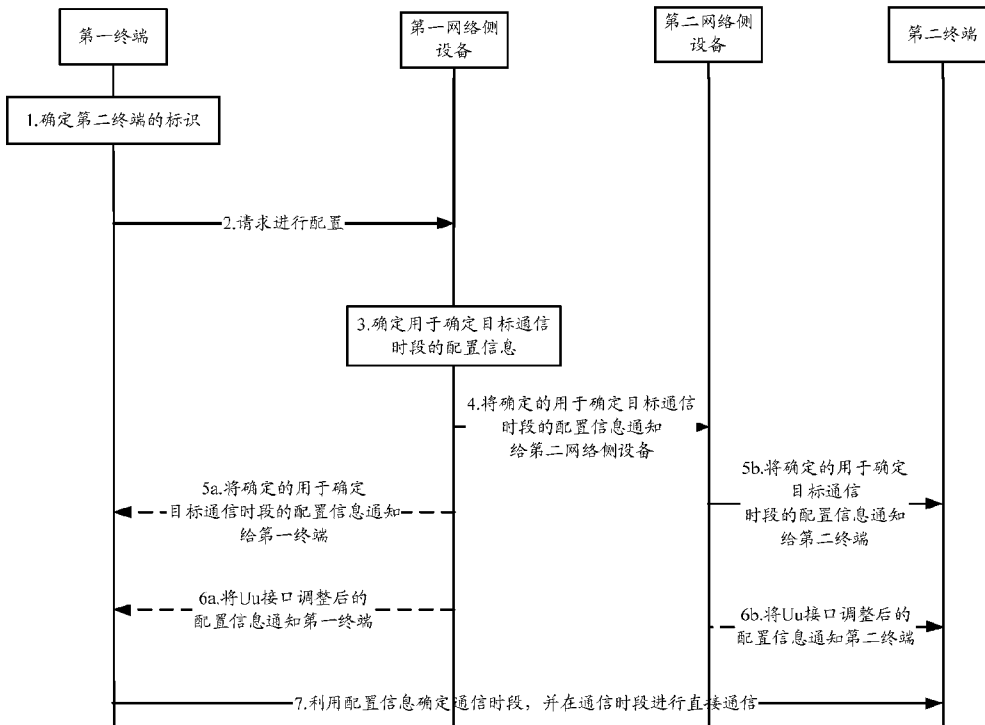 第一终端
第一网络侧
设备
第二网络侧
设备
第二终端
1.确定第二终端的标识
2.请求进行配置
3.确定用于确定目标通信
时段的配置信息
4.将确定的用于确定目标通信
时段的配置信息通知
给第二网络侧设备
5a.将确定的用于确定
目标通信时段的配置信息通知
给第一终端
5b.将确定的用于确定
目标通信
时段的配置信息通知
给第二终端
6a.将Uu接口调整后的
配置信息通知第一终端
6b.将Uu接口调整后的
配置信息通知第二终端
7.利用配置信息确定通信时段，并在通信时段进行直接通信